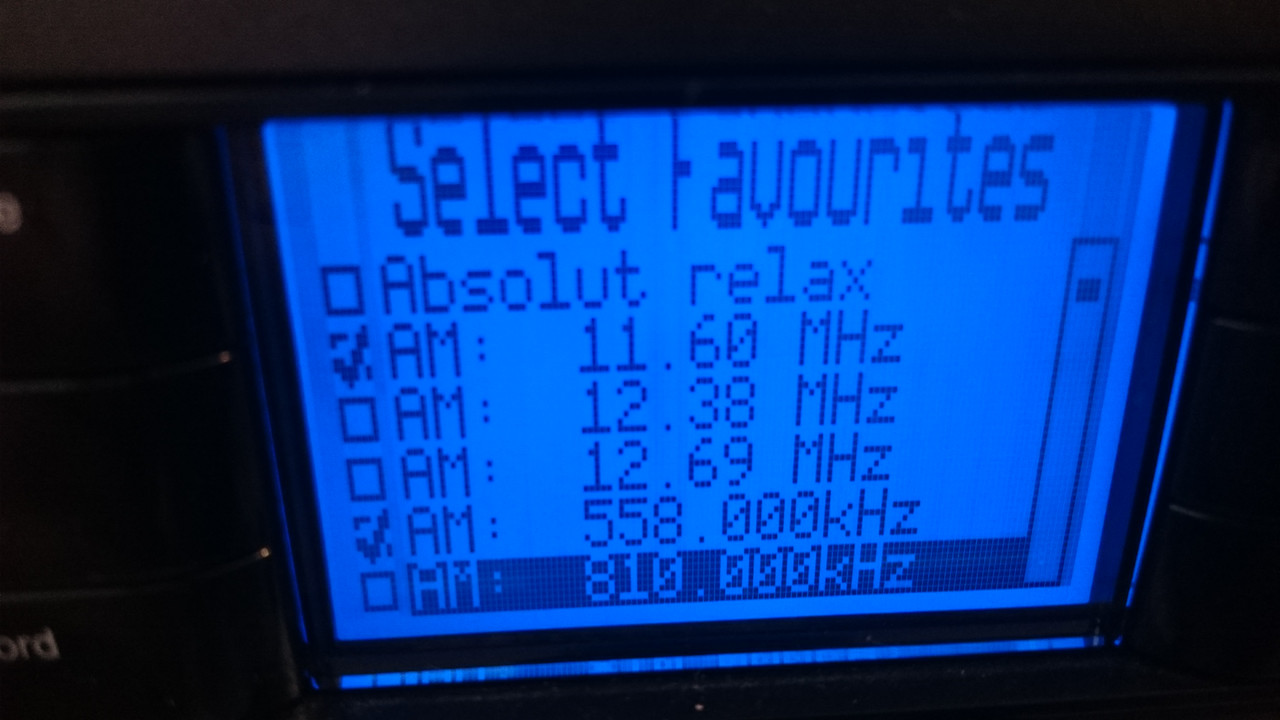 Select Favourites
Absolut relax
AM: 11.60 MHz
AM: 12.38 MHz
AM: 12.69 MHz
AM: 558.000kHz
AM: 810.000kHz
ord